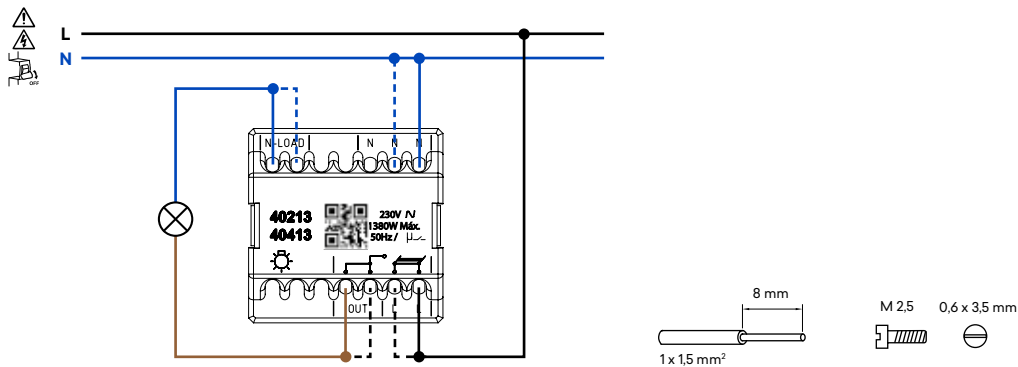 L
N
OFF
N-LOAD N N N
40213
40413
230V
1380W Máx.
50Hz / µ
OUT L L
8 mm
1 x 1,5 mm²
M 2,5
0,6 x 3,5 mm